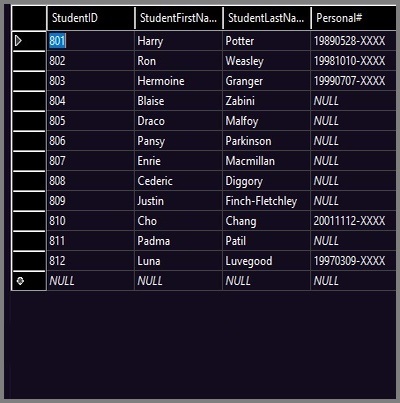 StudentID StudentFirstNa... StudentLastNa... Personal#
801 Harry Potter 19890528-XXXX
802 Ron Weasley 19981010-XXXX
803 Hermoine Granger 19990707-XXXX
804 Blaise Zabini NULL
805 Draco Malfoy NULL
806 Pansy Parkinson NULL
807 Enrie Macmillan NULL
808 Cederic Diggory NULL
809 Justin Finch-Fletchley NULL
810 Cho Chang 20011112-XXXX
811 Padma Patil NULL
812 Luna Luvegood 19970309-XXXX
NULL NULL NULL NULL